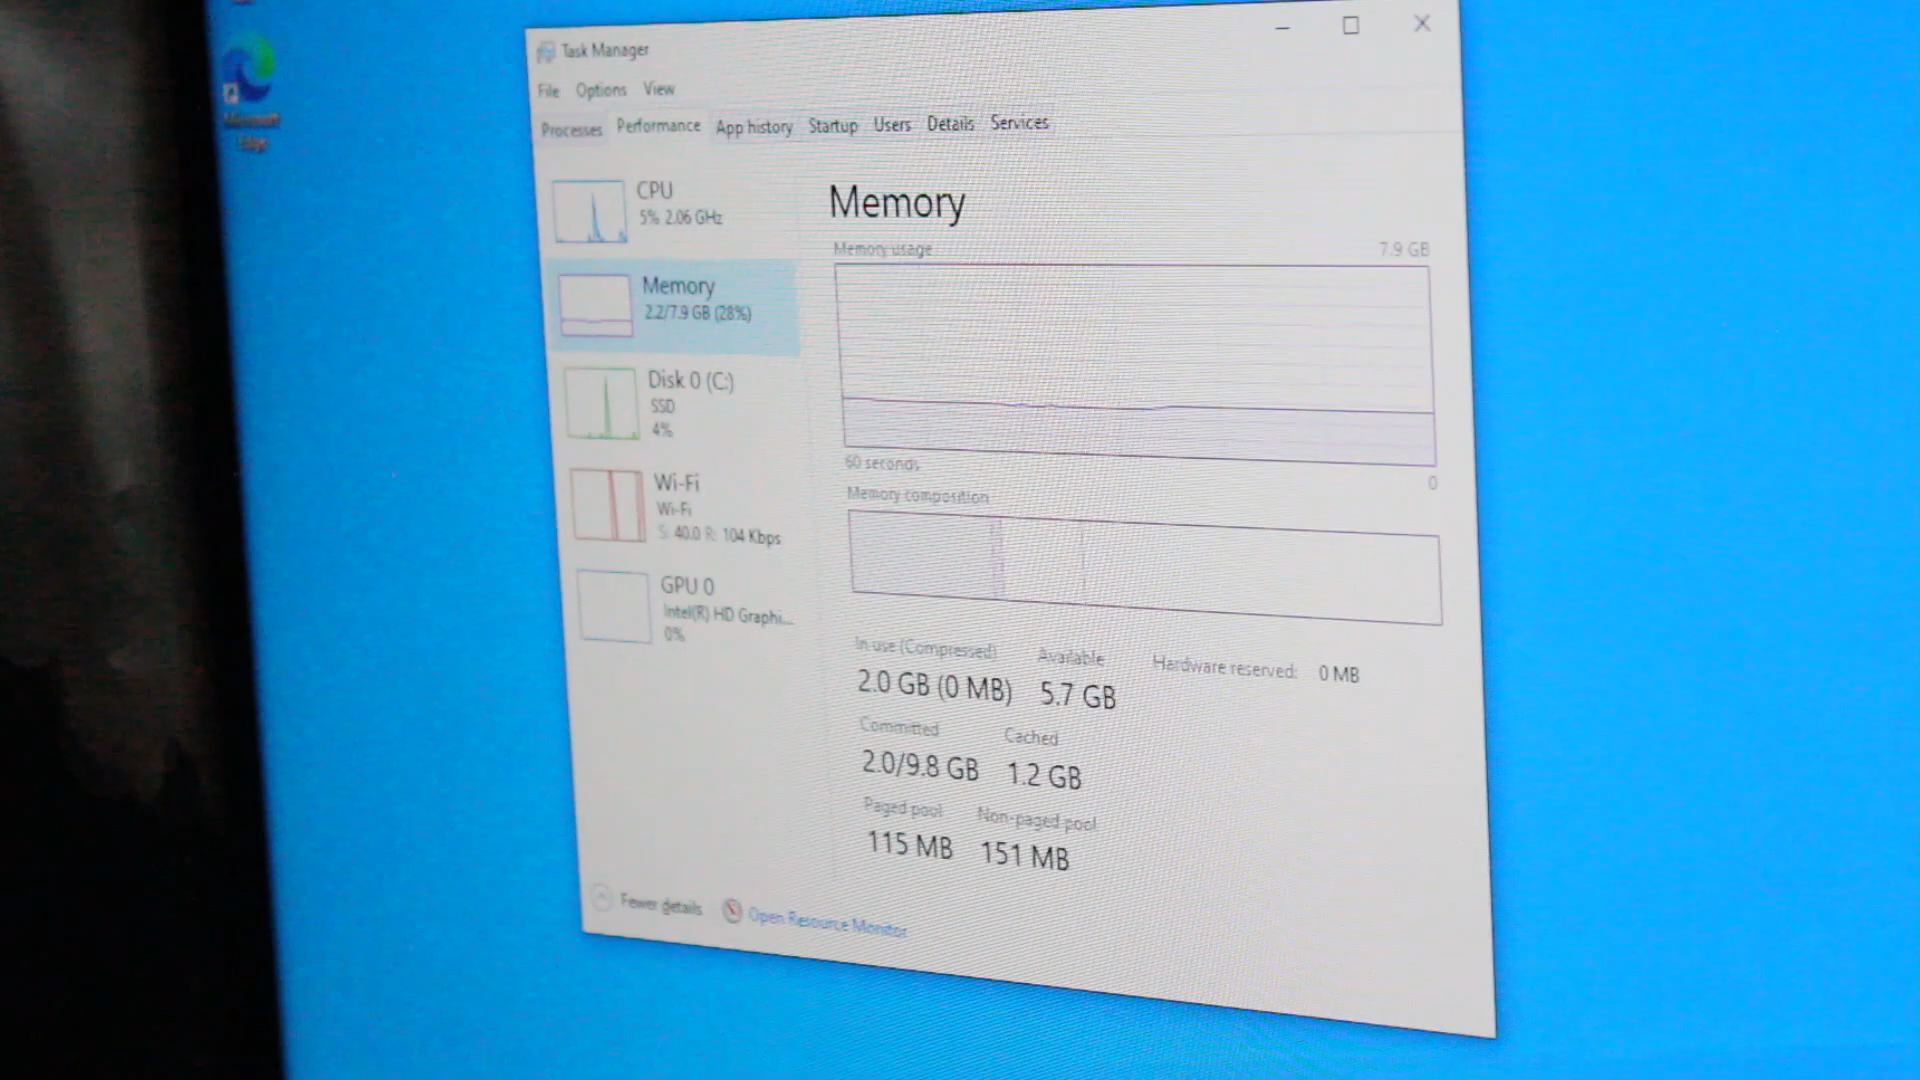 Microsoft
Edge
Task Manager
File Options View
Processes Performance App history Startup Users Details Services
CPU
5% 2.06 GHz
Memory
2.2/7.9 GB (28%)
Disk 0 (C:)
SSD
4%
Wi-Fi
Wi-Fi
S: 40.0 R: 104 Kbps
GPU 0
Intel(R) HD Graphi...
0%
Memory
Memory usage 7.9 GB
60 seconds 0
Memory composition
In use (Compressed) Available Hardware reserved: 0 MB
2.0 GB (0 MB) 5.7 GB
Committed Cached
2.0/9.8 GB 1.2 GB
Paged pool Non-paged pool
115 MB 151 MB
Fewer details Open Resource Monitor